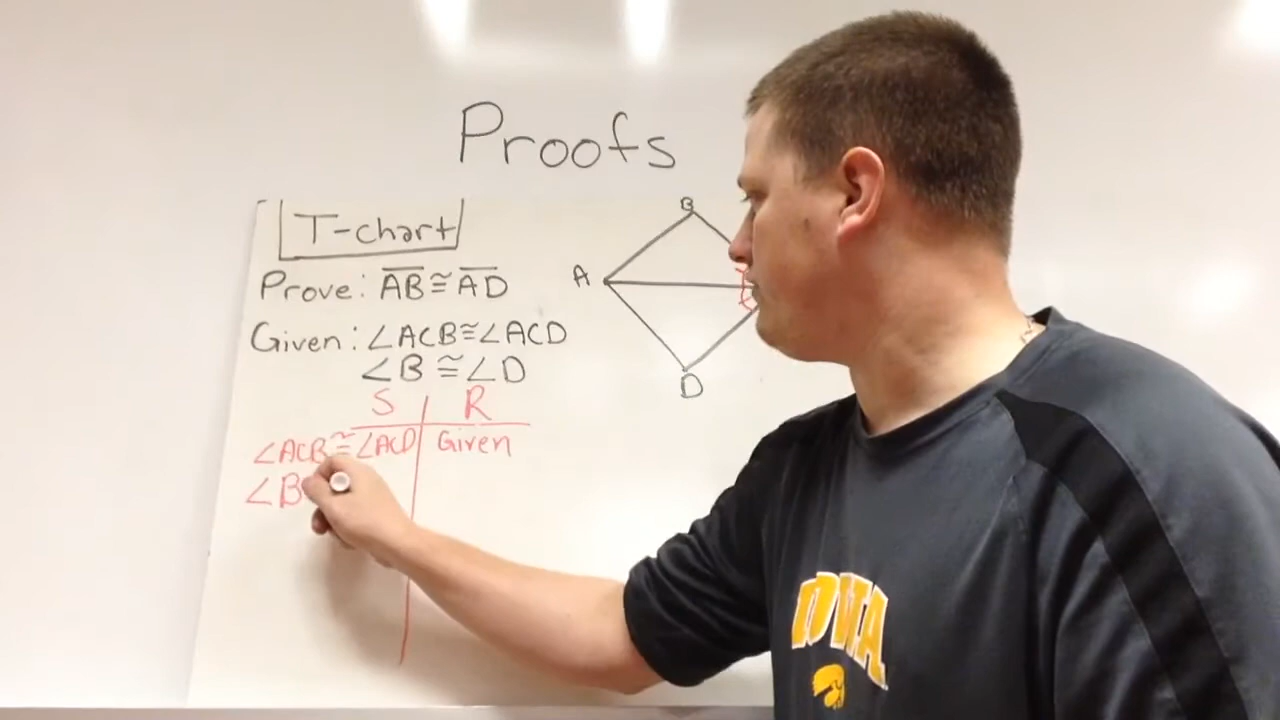 Proofs
T-chart
Prove: AB≅AD
Given: ∠ACB≅∠ACD
∠B≅∠D
S R
∠ACB≅∠ACD Given
∠B
B
A
D
IOWA